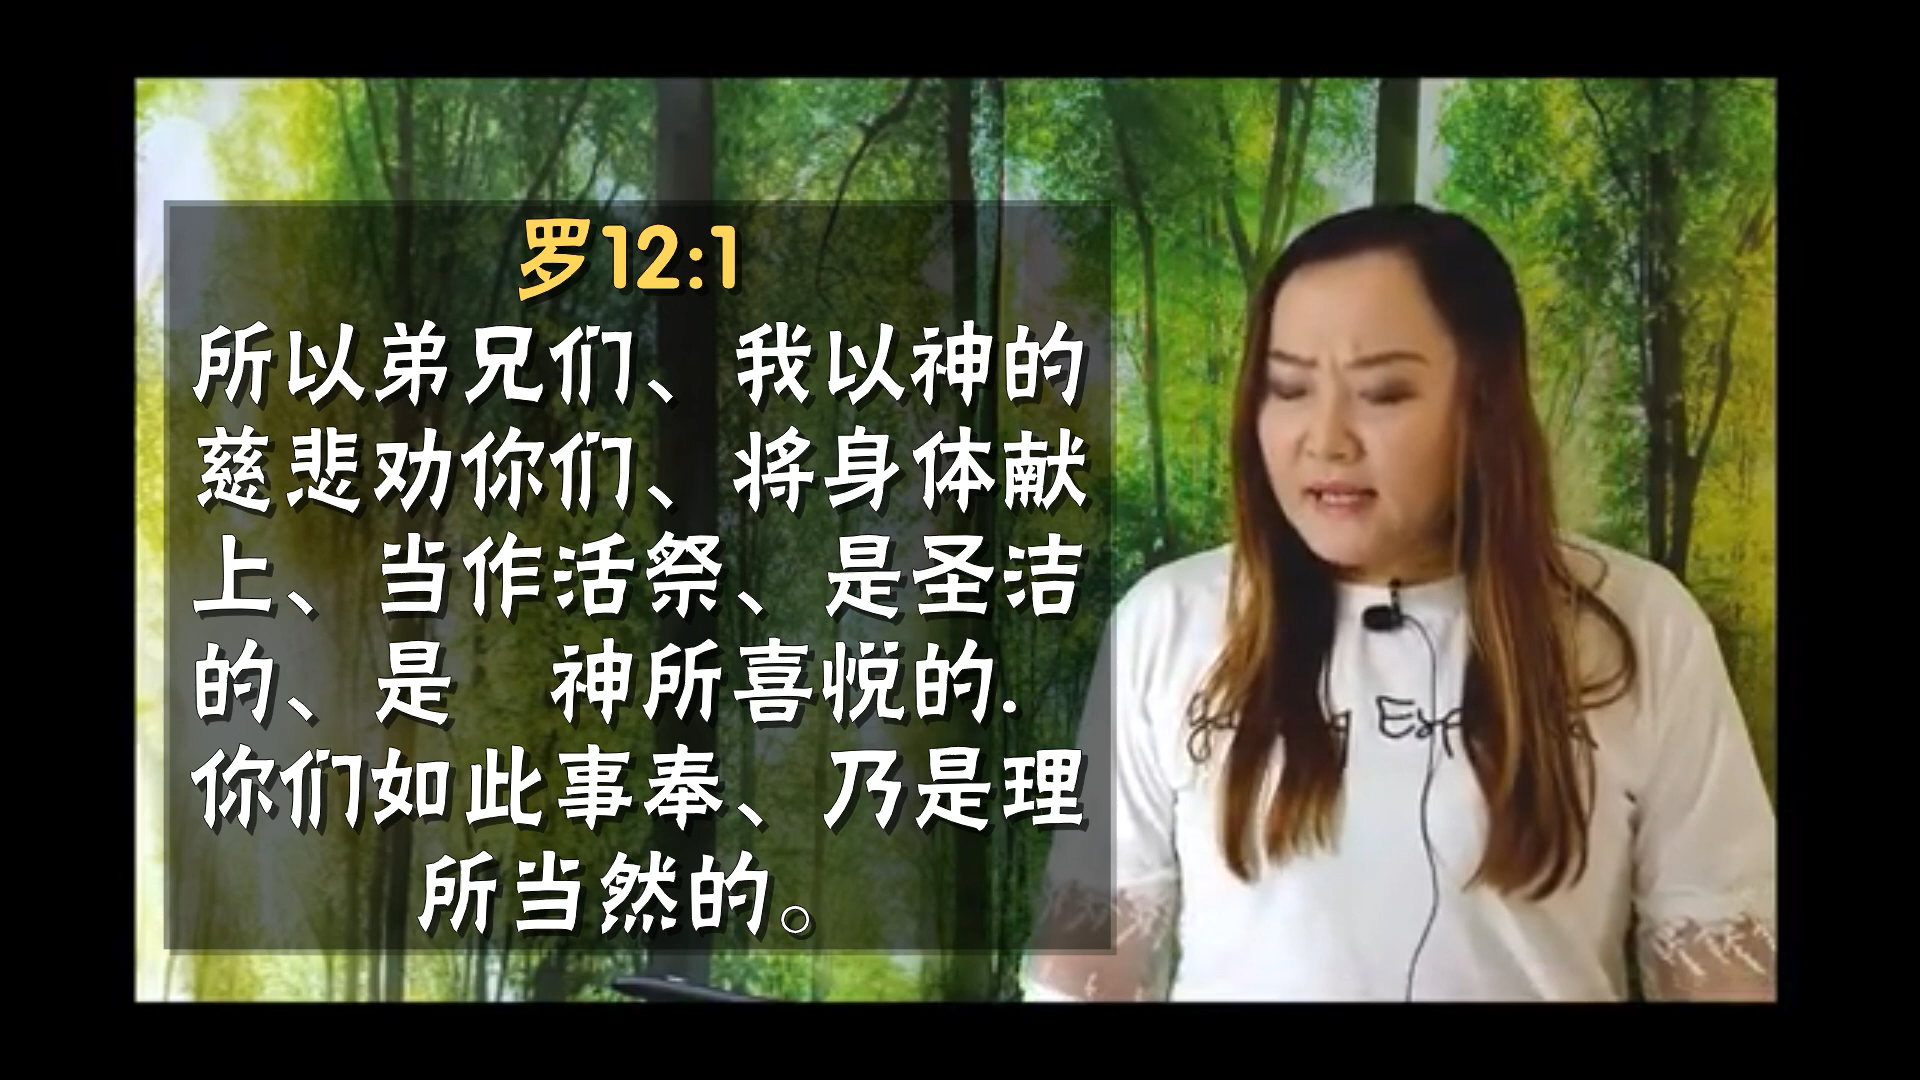 罗12:1
所以弟兄们、我以神的
慈悲劝你们、将身体献
上、当作活祭、是圣洁
的、是　神所喜悦的.
你们如此事奉、乃是理
所当然的。